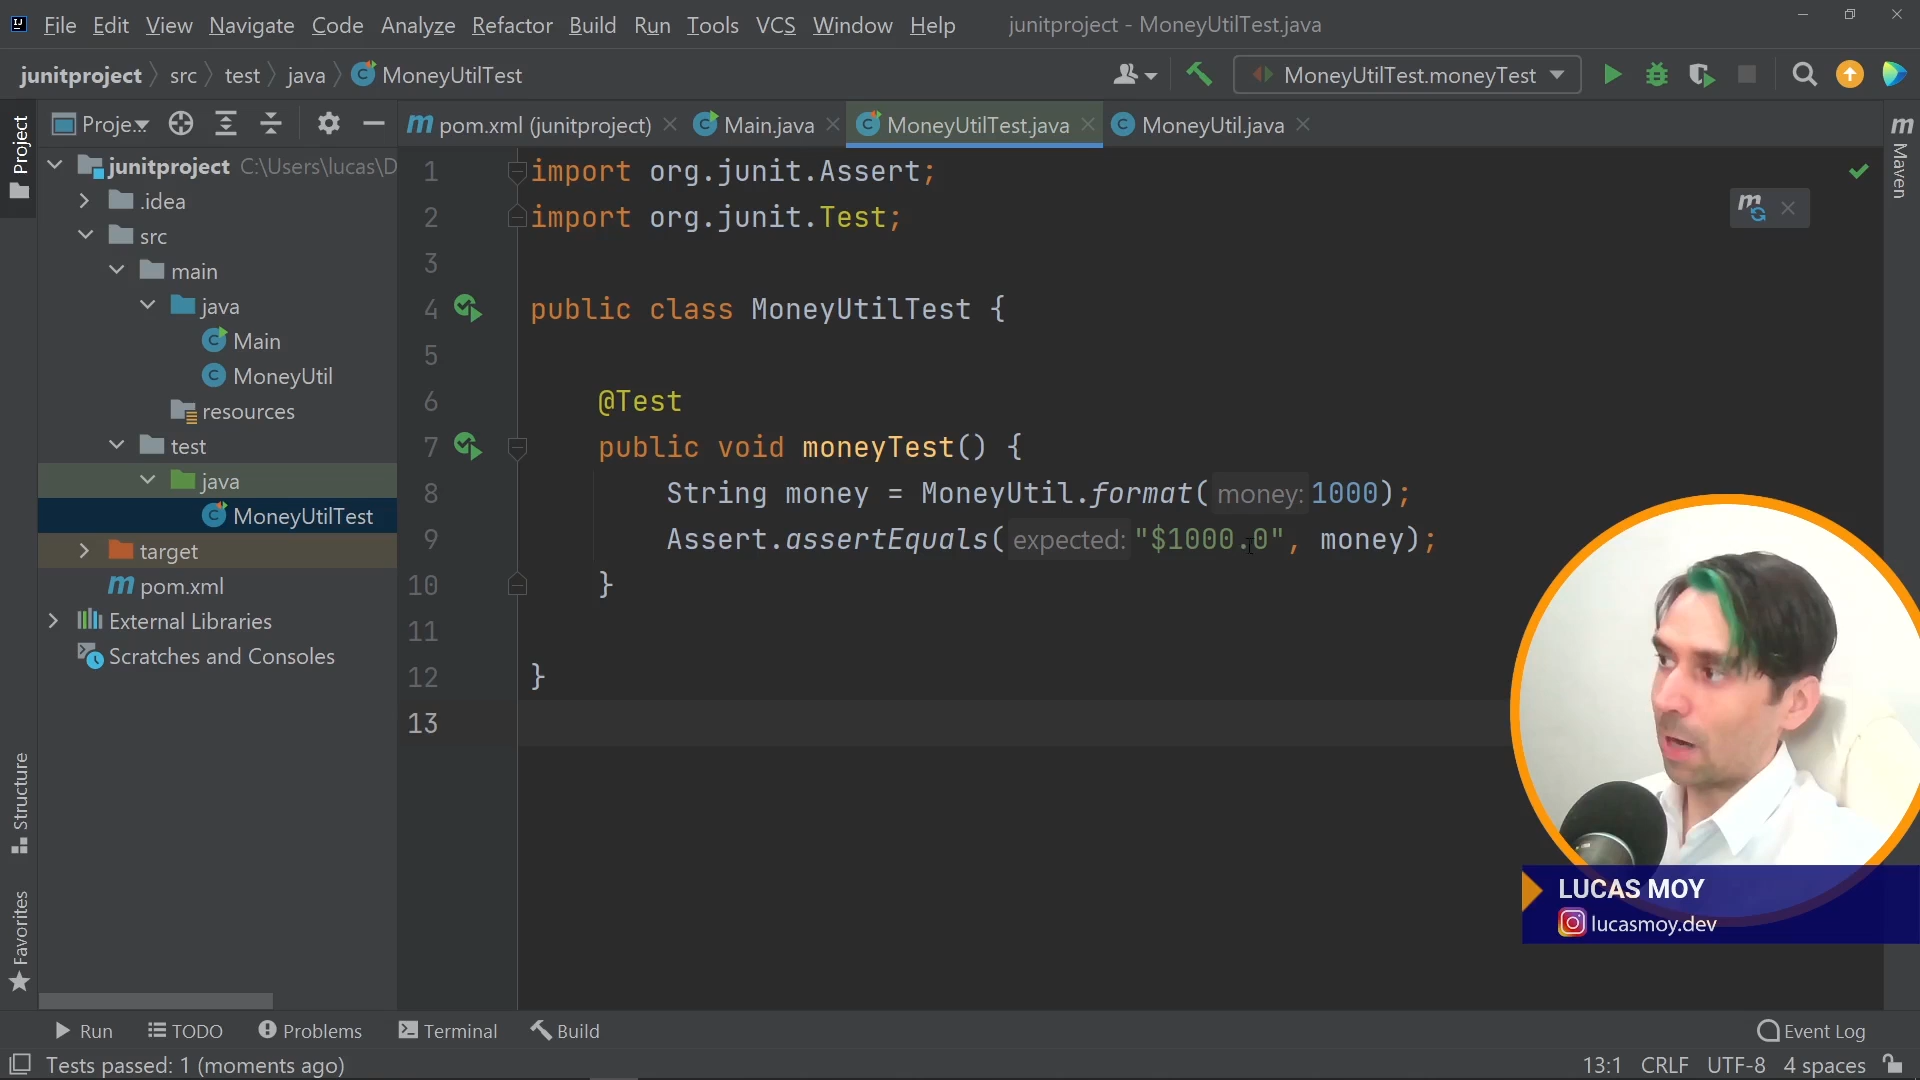 File Edit View Navigate Code Analyze Refactor Build Run Tools VCS Window Help junitproject - MoneyUtilTest.java
junitproject src test java MoneyUtilTest MoneyUtilTest.moneyTest
Project
Proje... pom.xml (junitproject) Main.java MoneyUtilTest.java MoneyUtil.java
Maven
junitproject C:\Users\lucas\D
.idea
src
main
java
Main
MoneyUtil
resources
test
java
MoneyUtilTest
target
pom.xml
External Libraries
Scratches and Consoles
1 import org.junit.Assert;
2 import org.junit.Test;
3
4 public class MoneyUtilTest {
5
6 @Test
7 public void moneyTest() {
8 String money = MoneyUtil.format( money: 1000);
9 Assert.assertEquals( expected: "$1000.0", money);
10 }
11
12 }
13
Structure
Favorites
LUCAS MOY
lucasmoy.dev
Run TODO Problems Terminal Build Event Log
Tests passed: 1 (moments ago) 13:1 CRLF UTF-8 4 spaces